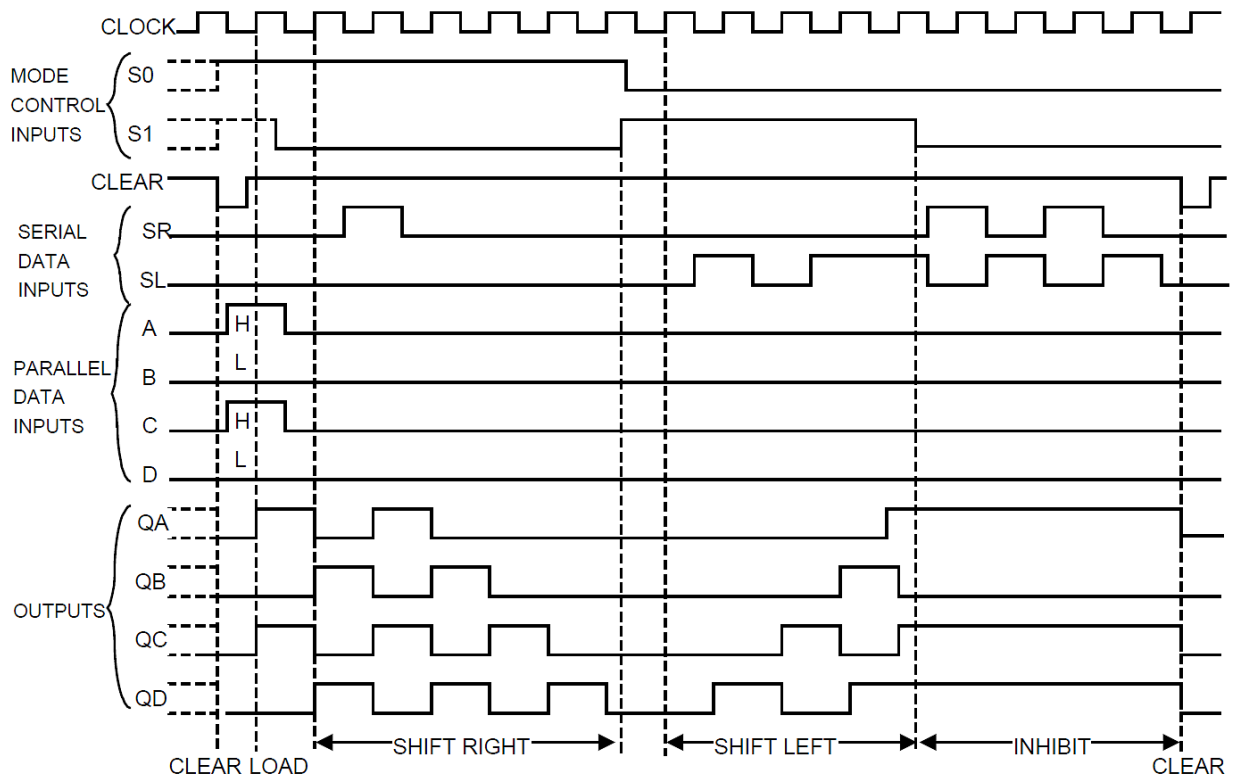 CLOCK
MODE
CONTROL
INPUTS
S0
S1
CLEAR
SERIAL
DATA
INPUTS
SR
SL
PARALLEL
DATA
INPUTS
A
H
L
B
C
H
L
D
OUTPUTS
QA
QB
QC
QD
SHIFT RIGHT
SHIFT LEFT
INHIBIT
CLEAR LOAD
CLEAR